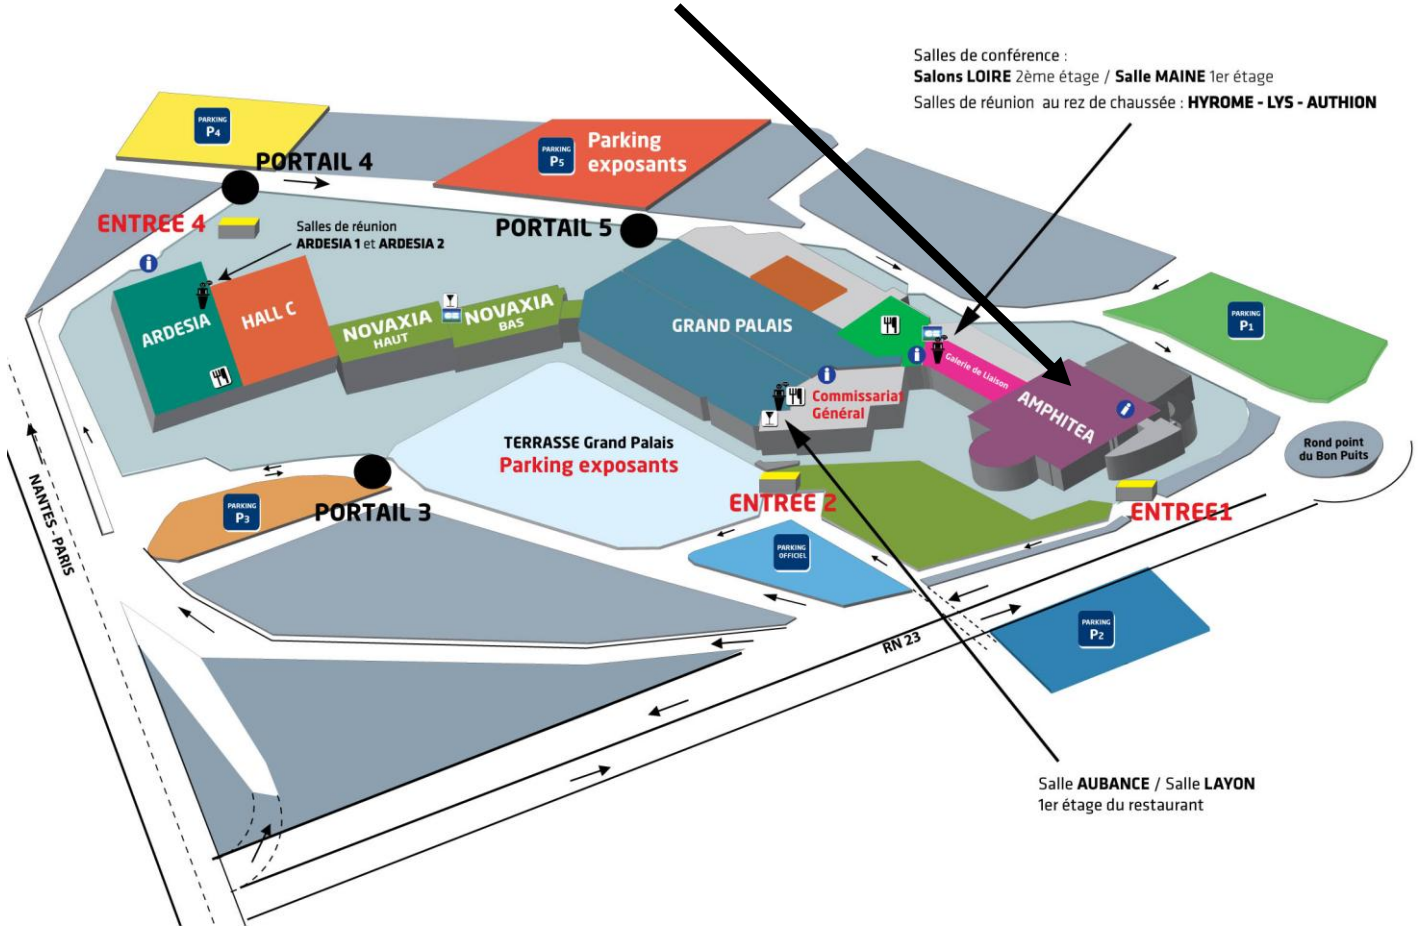 Salles de conférence :
Salons LOIRE 2ème étage / Salle MAINE 1er étage
Salles de réunion au rez de chaussée : HYROME - LYS - AUTHION
PARKING
P4
PORTAIL 4
PARKING
P5
Parking
exposants
ENTREE 4
Salles de réunion
ARDESIA 1 et ARDESIA 2
PORTAIL 5
ARDESIA
HALL C
NOVAXIA
HAUT
NOVAXIA
BAS
GRAND PALAIS
PARKING
P1
Galerie de Liaison
Commissariat
Général
AMPHITEA
TERRASSE Grand Palais
Parking exposants
Rond point
du Bon Puits
PARKING
P3
PORTAIL 3
ENTREE 2
ENTREE1
NANTES - PARIS
PARKING
OFFICIEL
PARKING
P2
RN 23
Salle AUBANCE / Salle LAYON
1er étage du restaurant